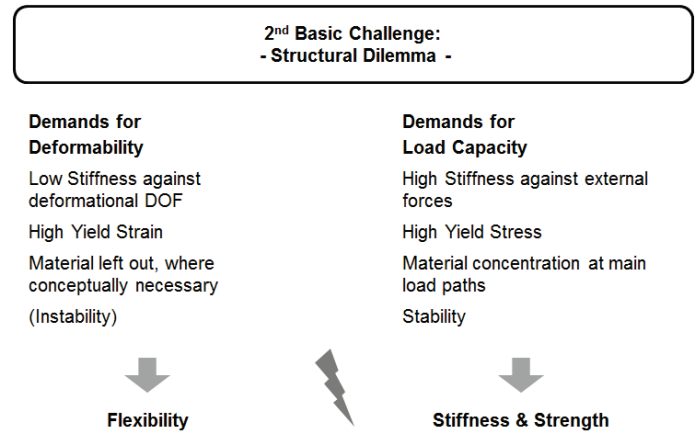 2nd Basic Challenge:
- Structural Dilemma -
Demands for
Deformability
Low Stiffness against
deformational DOF
High Yield Strain
Material left out, where
conceptually necessary
(Instability)
Flexibility
Demands for
Load Capacity
High Stiffness against external
forces
High Yield Stress
Material concentration at main
load paths
Stability
Stiffness & Strength